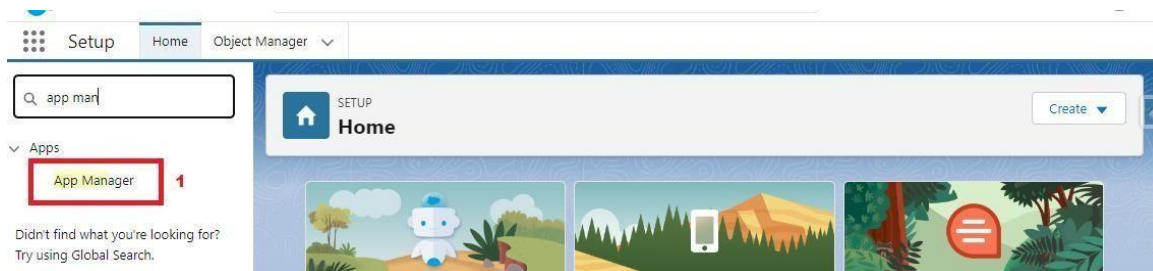 Setup Home Object Manager
app man
SETUP
Home
Create
Apps
App Manager 1
Didn't find what you're looking for?
Try using Global Search.